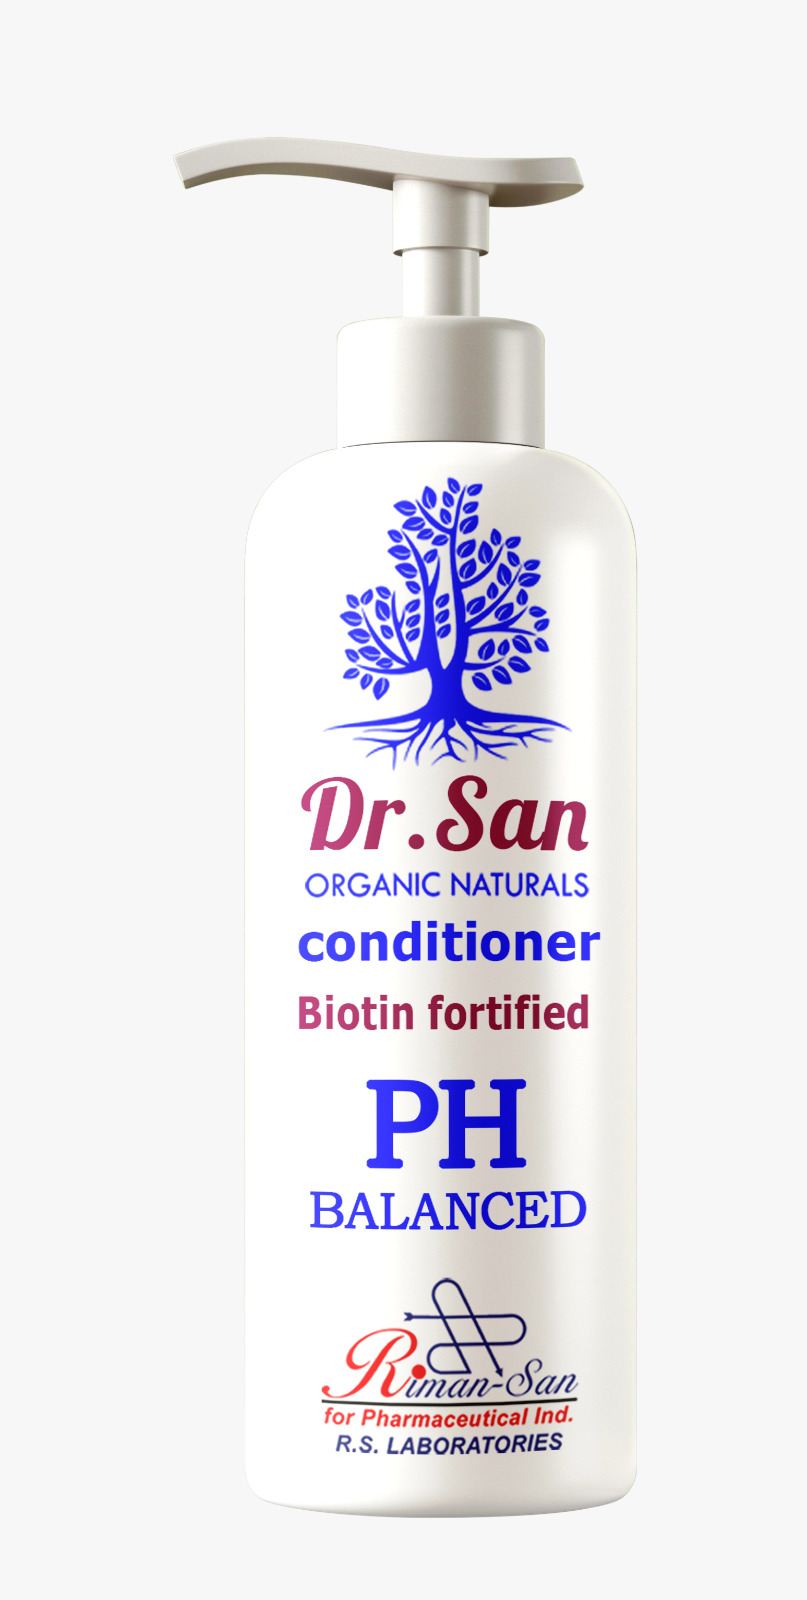 Dr.San
ORGANIC NATURALS
conditioner
Biotin fortified
PH
BALANCED
Riman-San
for Pharmaceutical Ind.
R.S. LABORATORIES